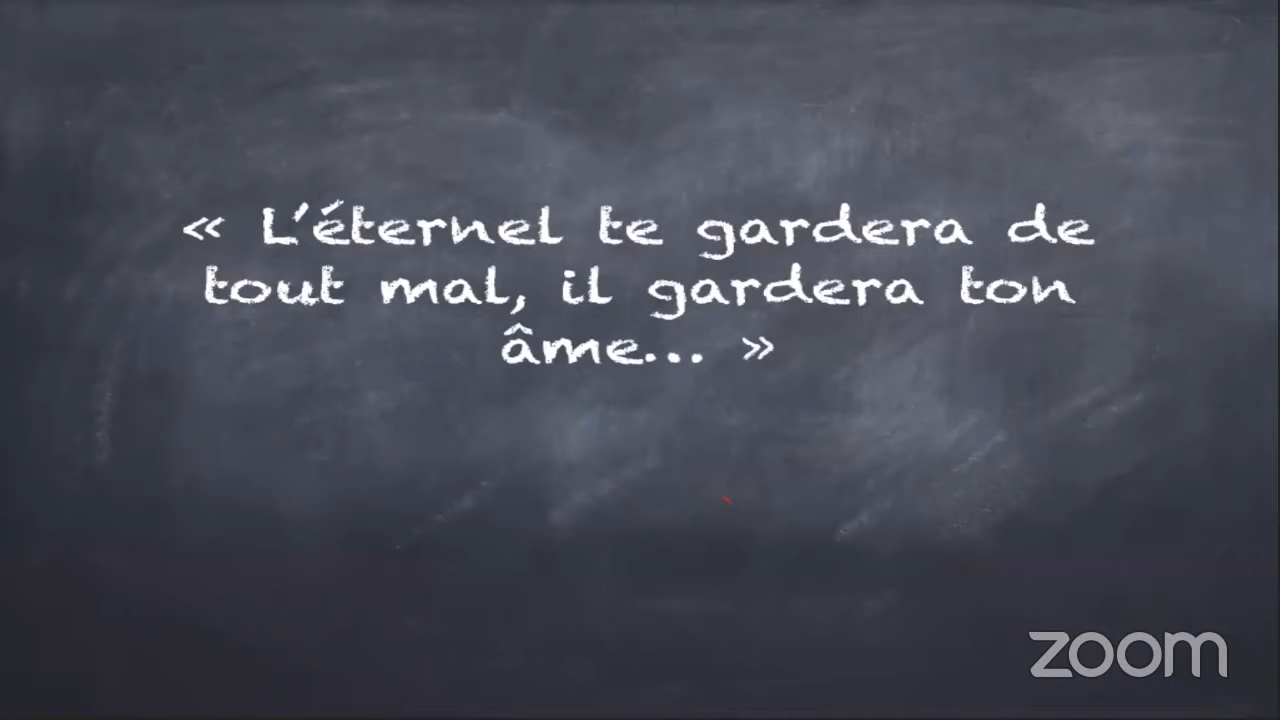 « L’éternel te gardera de
tout mal, il gardera ton
âme... »
zoom